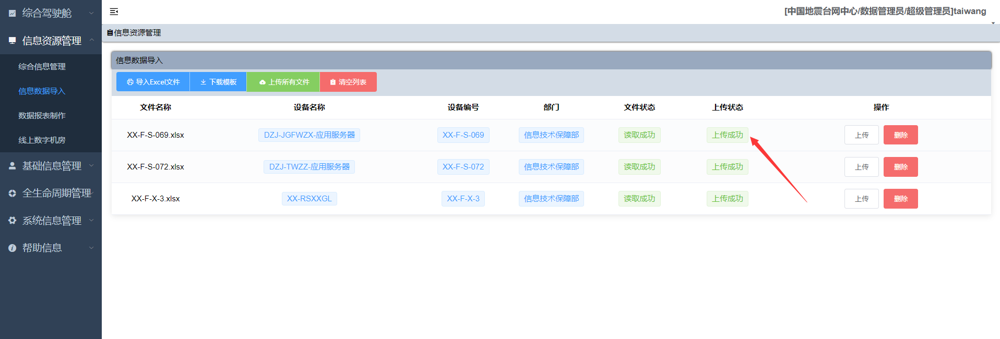 综合驾驶舱
信息资源管理
综合信息管理
信息数据导入
数据报表制作
线上数字机房
基础信息管理
全生命周期管理
系统信息管理
帮助信息
[中国地震台网中心/数据管理员/超级管理员]taiwang
信息资源管理
信息数据导入
导入Excel文件 下载模板 上传所有文件 清空列表
文件名称 设备名称 设备编号 部门 文件状态 上传状态 操作
XX-F-S-069.xlsx DZJ-JGFWZX-应用服务器 XX-F-S-069 信息技术保障部 读取成功 上传成功 上传 删除
XX-F-S-072.xlsx DZJ-TWZZ-应用服务器 XX-F-S-072 信息技术保障部 读取成功 上传成功 上传 删除
XX-F-X-3.xlsx XX-RSXXGL XX-F-X-3 信息技术保障部 读取成功 上传成功 上传 删除